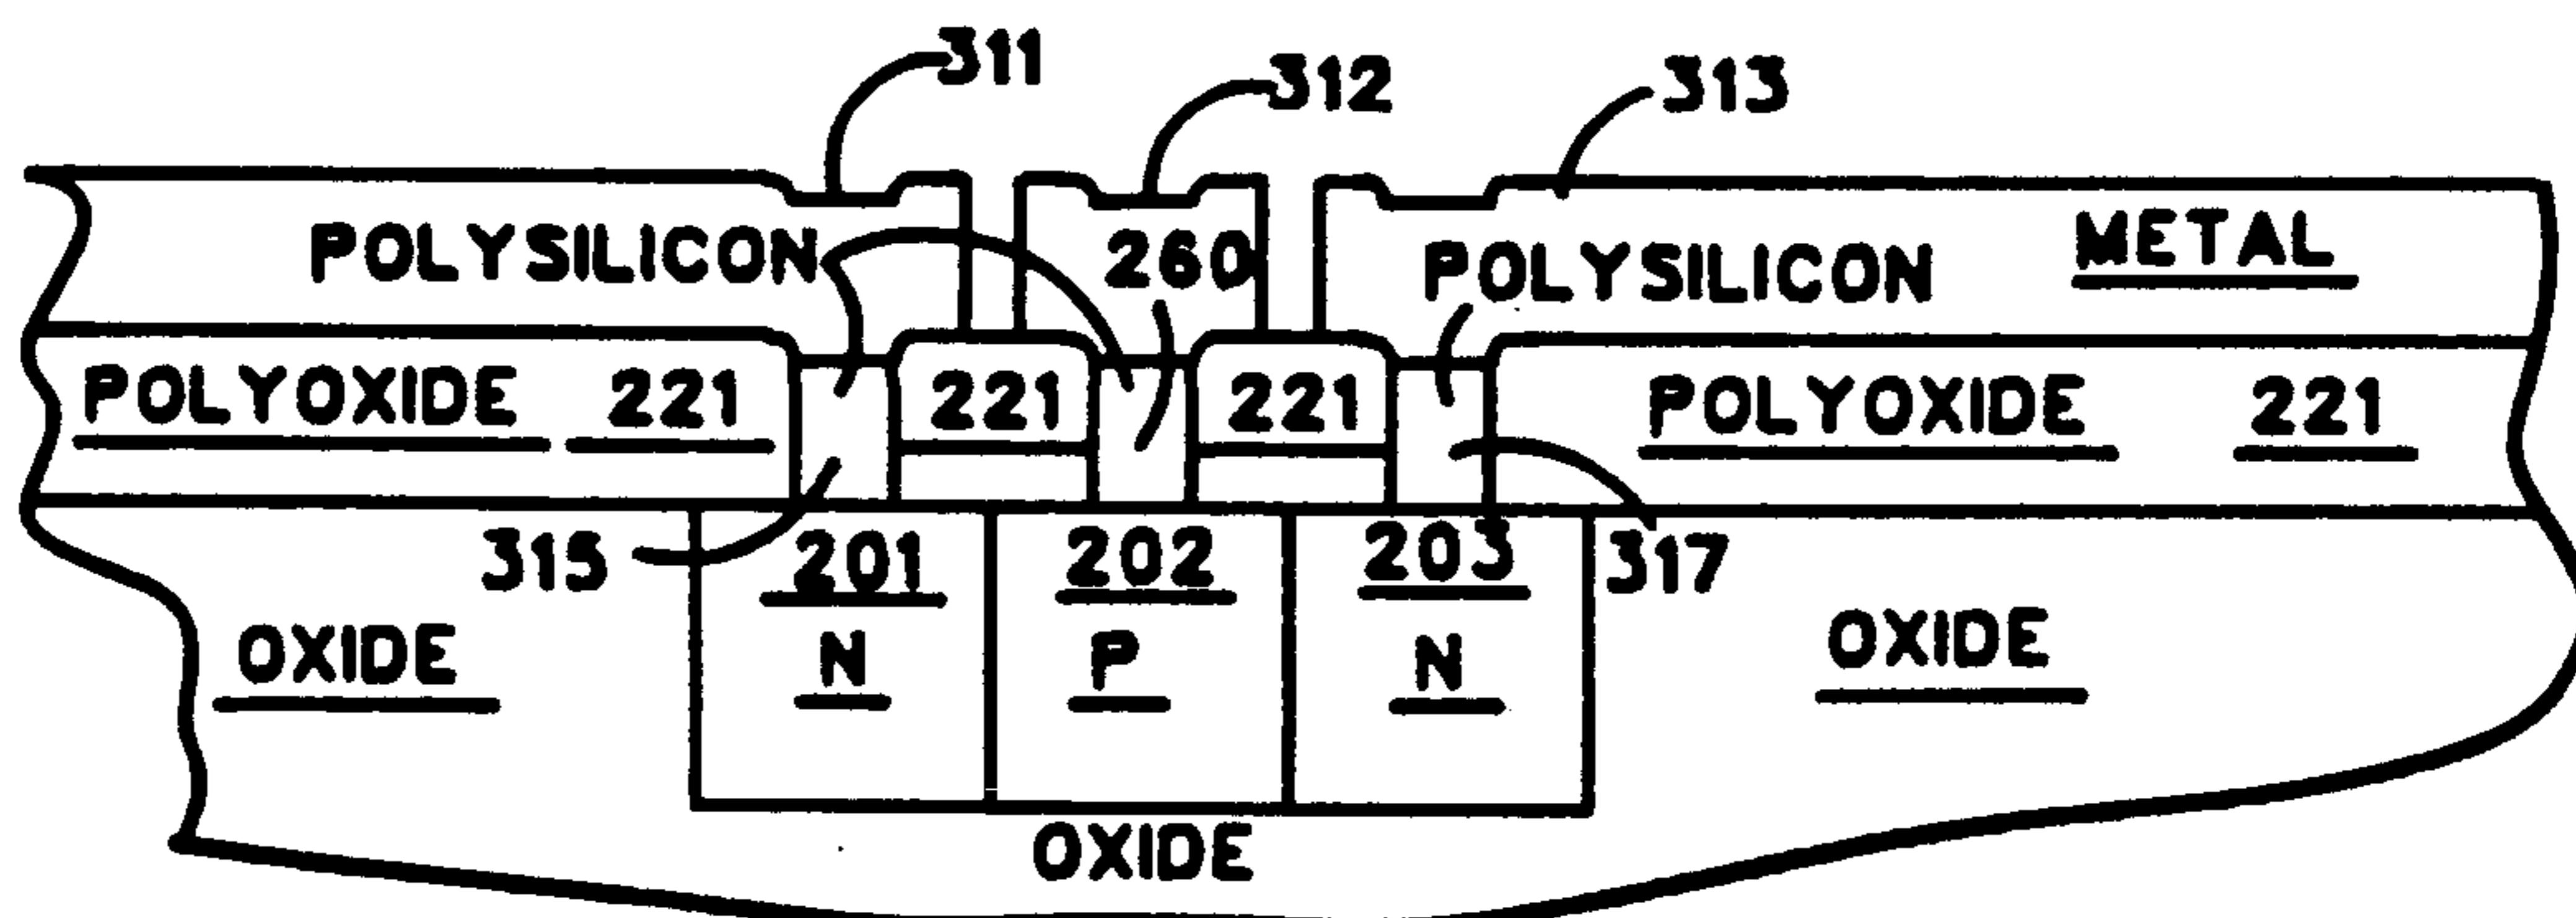 311
312
313
POLYSILICON
260
POLYSILICON
METAL
POLYOXIDE 221
221
221
POLYOXIDE 221
315
201
202
203
317
OXIDE
N
P
N
OXIDE
OXIDE